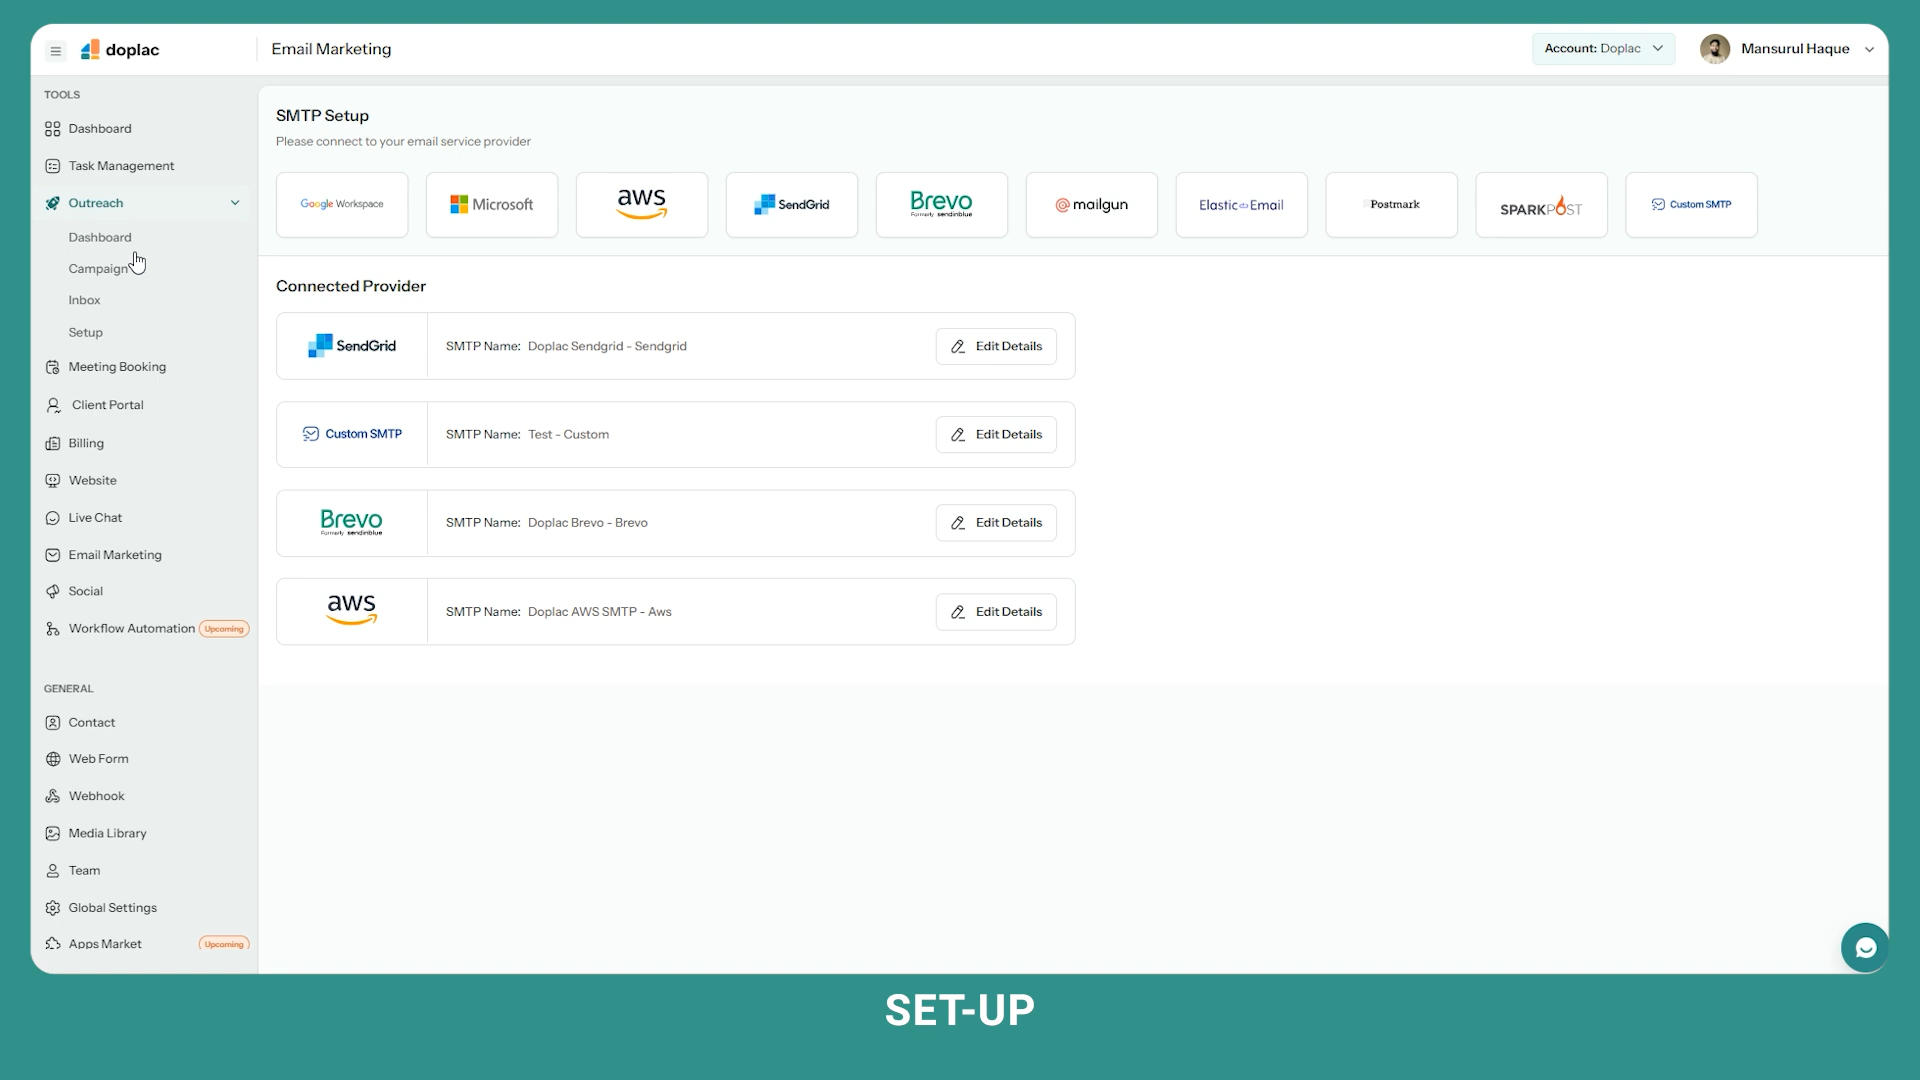 doplac
Email Marketing
Account: Doplac
Mansurul Haque
TOOLS
Dashboard
Task Management
Outreach
Dashboard
Campaign
Inbox
Setup
Meeting Booking
Client Portal
Billing
Website
Live Chat
Email Marketing
Social
Workflow Automation Upcoming
GENERAL
Contact
Web Form
Webhook
Media Library
Team
Global Settings
Apps Market Upcoming
SMTP Setup
Please connect to your email service provider
Google Workspace
Microsoft
aws
SendGrid
Brevo
Formerly sendinblue
mailgun
Elastic Email
Postmark
SPARKPOST
Custom SMTP
Connected Provider
SendGrid
SMTP Name: Doplac Sendgrid - Sendgrid
Edit Details
Custom SMTP
SMTP Name: Test - Custom
Edit Details
Brevo
Formerly sendinblue
SMTP Name: Doplac Brevo - Brevo
Edit Details
aws
SMTP Name: Doplac AWS SMTP - Aws
Edit Details
SET-UP